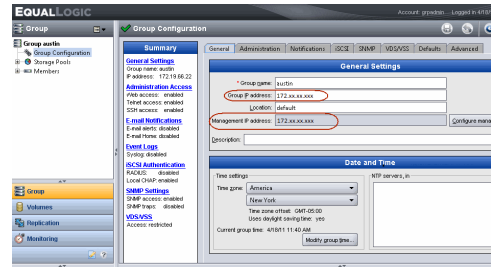 EQUALLOGIC
Account: grpadmin Logged in 4/18/
Group
Group Configuration
Group austin
Group Configuration
Storage Pools
Members
Group
Volumes
Replication
Monitoring
Summary
General Settings
Group name: austin
IP address: 172.19.66.22
Administration Access
Web access: enabled
Telnet access: enabled
SSH access: enabled
E-mail Notifications
E-mail alerts: disabled
E-mail Home: disabled
Event Logs
Syslog: disabled
iSCSI Authentication
RADIUS: disabled
Local CHAP: enabled
SNMP Settings
SNMP access: enabled
SNMP traps: disabled
VDS/VSS
Access: restricted
General Administration Notifications iSCSI SNMP VDS/VSS Defaults Advanced
General Settings
* Group name: austin
Group IP address: 172.xx.xx.xxx
Location: default
Management IP address: 172.xx.xx.xxx
Configure mana
Description:
Date and Time
Time settings
Time zone: America
New York
Time zone offset: GMT-05:00
Uses daylight saving time: yes
Current group time: 4/18/11 11:40 AM
Modify group time...
NTP servers, in